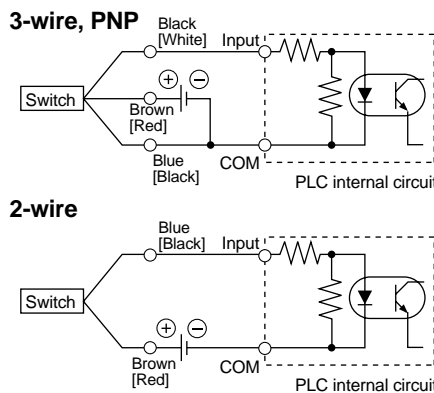 3-wire, PNP
Black
[White]
Input
Switch
+ −
Brown
[Red]
Blue
[Black]
COM
PLC internal circuit
2-wire
Blue
[Black]
Input
Switch
+ −
Brown
[Red]
COM
PLC internal circuit